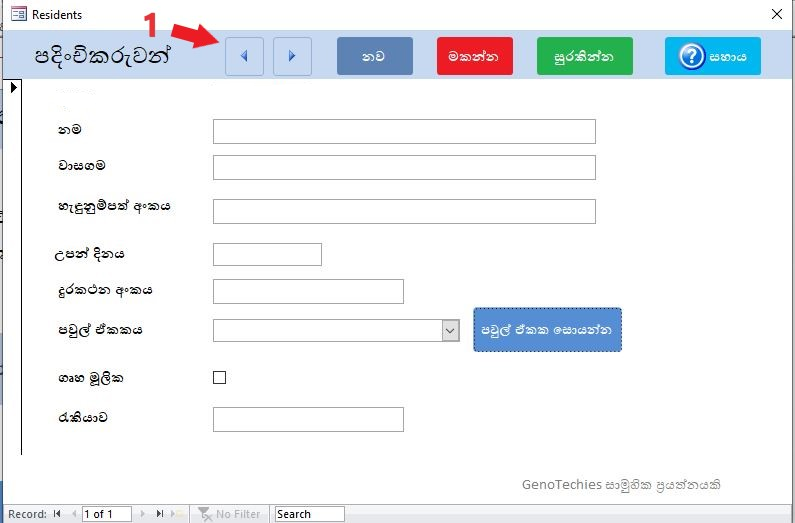 Residents
1
පදිංචිකරුවන්
නව
මකන්න
සුරකින්න
? සහාය
නම
වාසගම
හැඳුනුම්පත් අංකය
උපන් දිනය
දුරකථන අංකය
පවුල් ඒකකය
පවුල් ඒකක සොයන්න
ගෘහ මූලික
රැකියාව
GenoTechies සාමූහික ප්‍රයත්නයකි
Record: 1 of 1 No Filter Search